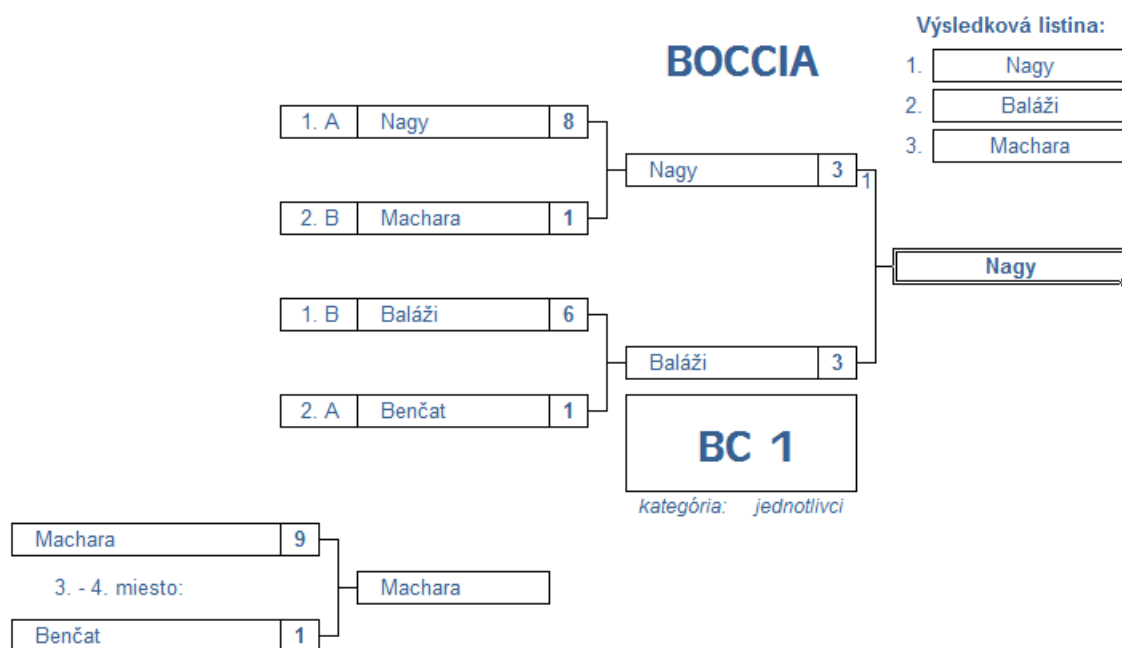 Výsledková listina:
BOCCIA
1. Nagy
2. Baláži
3. Machara
1. A Nagy 8
Nagy 3 1
2. B Machara 1
Nagy
1. B Baláži 6
Baláži 3
2. A Benčat 1
BC 1
kategória: jednotlivci
Machara 9
3. - 4. miesto: Machara
Benčat 1